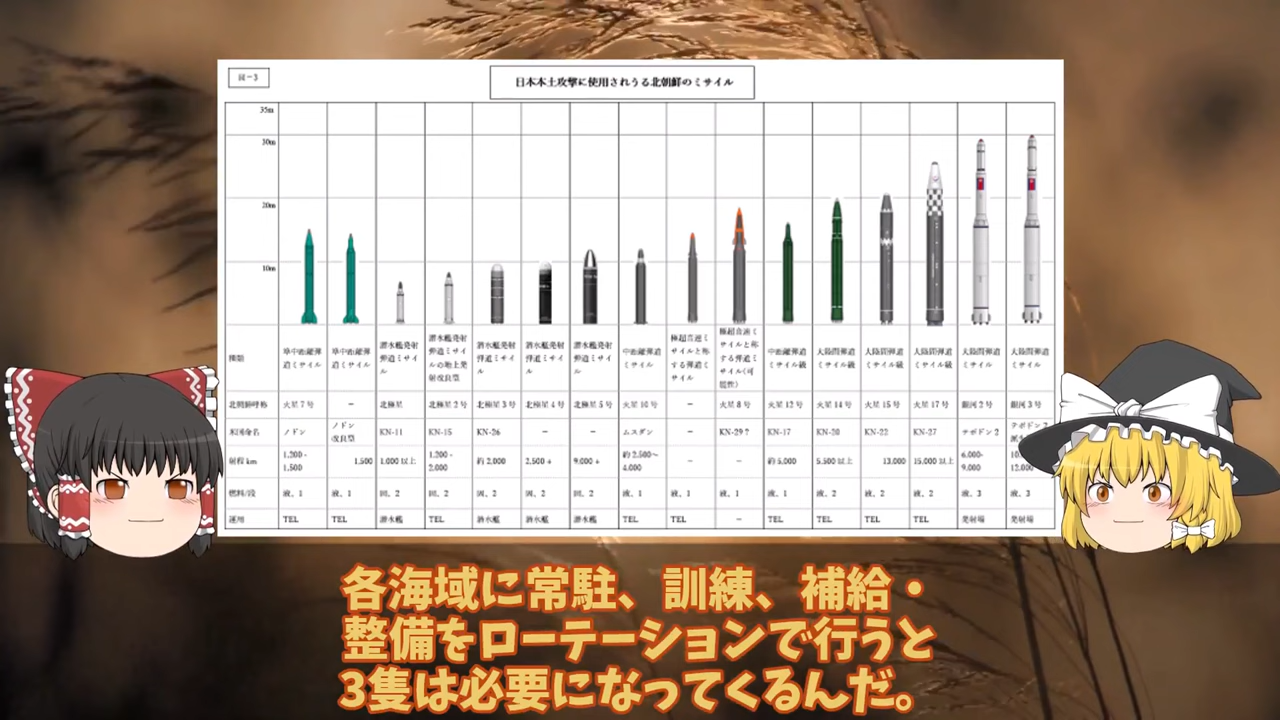 図-3
日本本土攻撃に使用されうる北朝鮮のミサイル
35m
30m
20m
10m
種類
準中距離弾道ミサイル
準中距離弾道ミサイル
潜水艦発射弾道ミサイル
潜水艦発射弾道ミサイルの地上発射改良型
潜水艦発射弾道ミサイル
潜水艦発射弾道ミサイル
潜水艦発射弾道ミサイル
中距離弾道ミサイル
極超音速ミサイルと称する弾道ミサイル
極超音速ミサイルと称する弾道ミサイル(可能性)
中距離弾道ミサイル級
大陸間弾道ミサイル級
大陸間弾道ミサイル級
大陸間弾道ミサイル級
大陸間弾道ミサイル
大陸間弾道ミサイル
北朝鮮呼称 火星7号 － 北極星 北極星2号 北極星3号 北極星4号 北極星5号 火星10号 － 火星8号 火星12号 火星14号 火星15号 火星17号 銀河2号 銀河3号
米国命名 ノドン ノドン改良型 KN-11 KN-15 KN-26 － － ムスダン － KN-29? KN-17 KN-20 KN-22 KN-27 テポドン2 テポドン2
射程km 1,200-1,500 1,500 1,000以上 1,200-2,000 約2,000 2,500+ 9,000+ 約2,500～4,000 － － 約5,000 5,500以上 13,000 15,000以上 6,000-9,000 12,000
燃料/段 液、1 液、1 固、2 固、2 固、2 固、2 固、2 液、1 液、1 液、1 液、1 液、2 液、2 液、2 液、3 液、3
運用 TEL TEL 潜水艦 TEL 潜水艦 潜水艦 潜水艦 TEL TEL － TEL TEL TEL TEL 発射場 発射場
各海域に常駐、訓練、補給・
整備をローテーションで行うと
3隻は必要になってくるんだ。